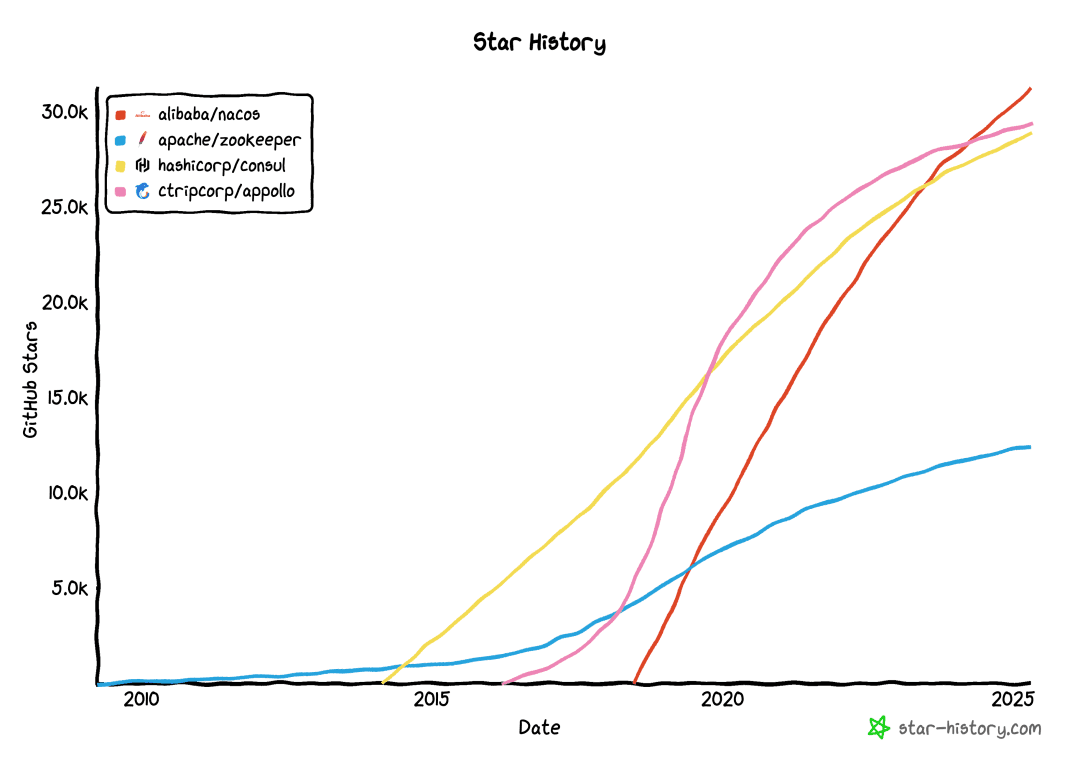 Star History
alibaba/nacos
apache/zookeeper
hashicorp/consul
ctripcorp/appollo
30.0k
25.0k
20.0k
15.0k
10.0k
5.0k
GitHub Stars
2010
2015
2020
2025
Date
star-history.com